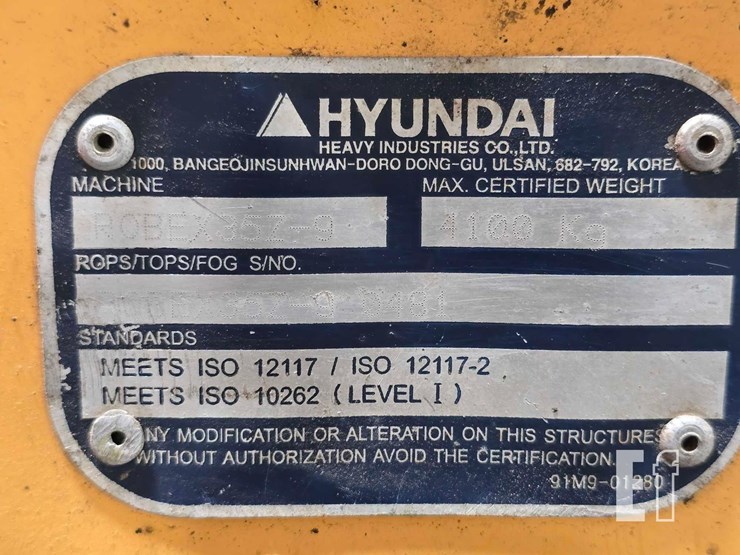 HYUNDAI
HEAVY INDUSTRIES CO.,LTD.
1000, BANGEOJINSUNHWAN-DORO DONG-GU, ULSAN, 682-792, KOREA
MACHINE MAX. CERTIFIED WEIGHT
ROBEX35Z-9 4100 Kg
ROPS/TOPS/FOG S/NO.
STANDARDS
MEETS ISO 12117 / ISO 12117-2
MEETS ISO 10262 (LEVEL I)
ANY MODIFICATION OR ALTERATION ON THIS STRUCTURES
WITHOUT AUTHORIZATION AVOID THE CERTIFICATION.
91M9-01280